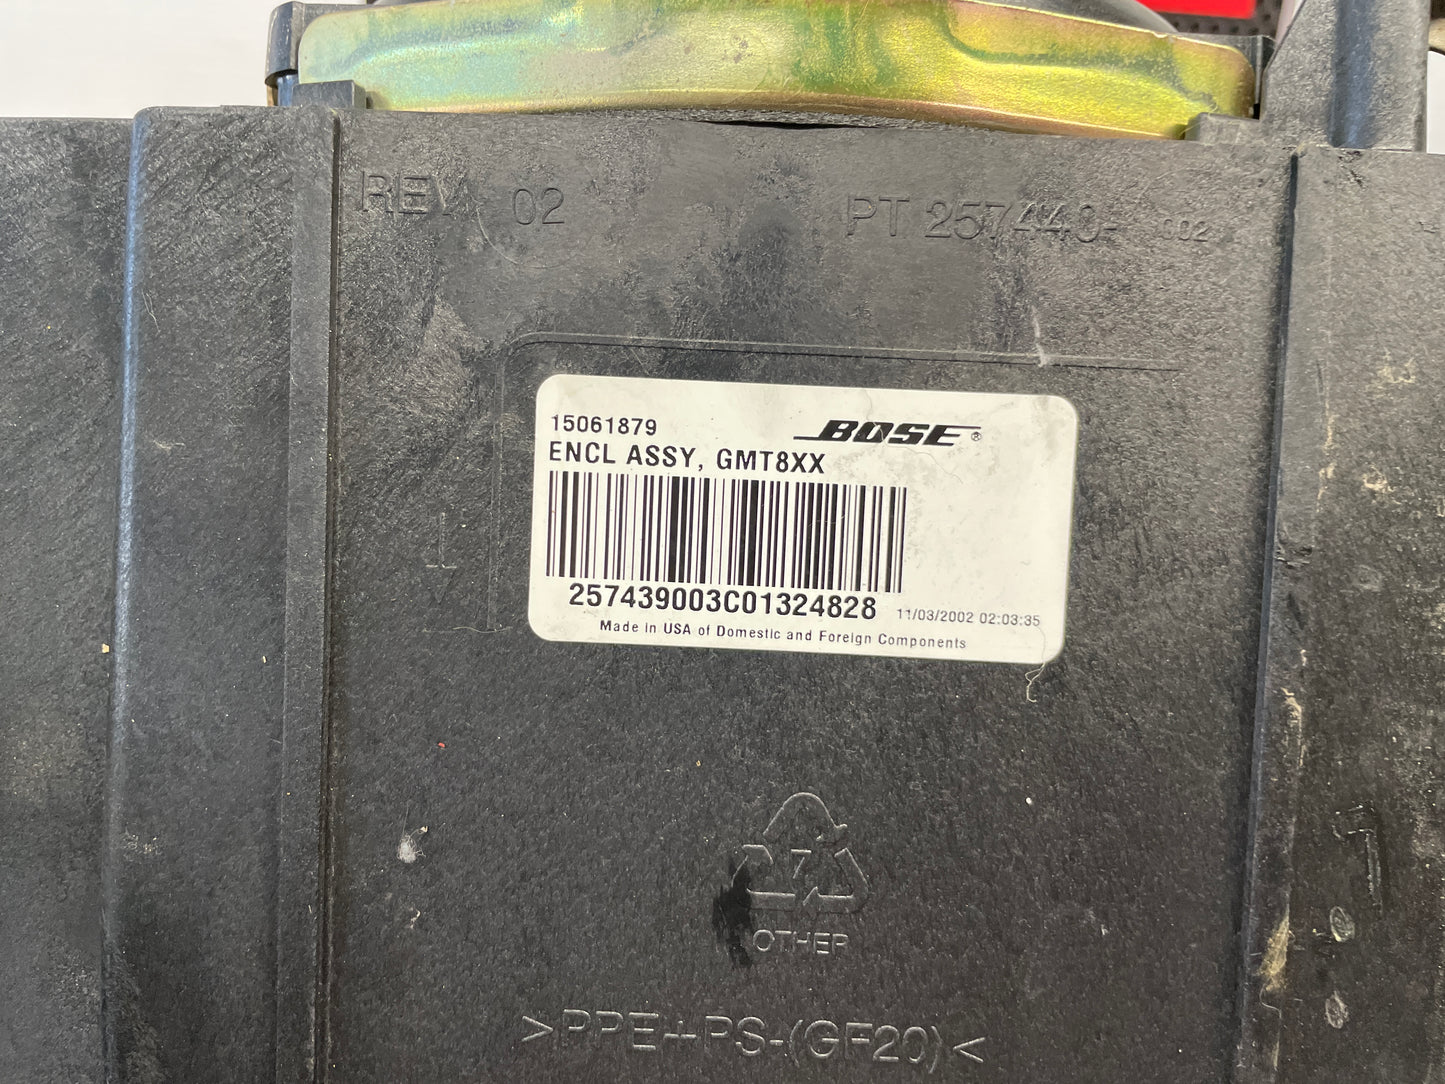 REV 02
PT 257440-002
15061879
BOSE®
ENCL ASSY, GMT8XX
257439003C01324828
11/03/2002 02:03:35
Made in USA of Domestic and Foreign Components
7
OTHER
>PPE+PS-(GF20)<